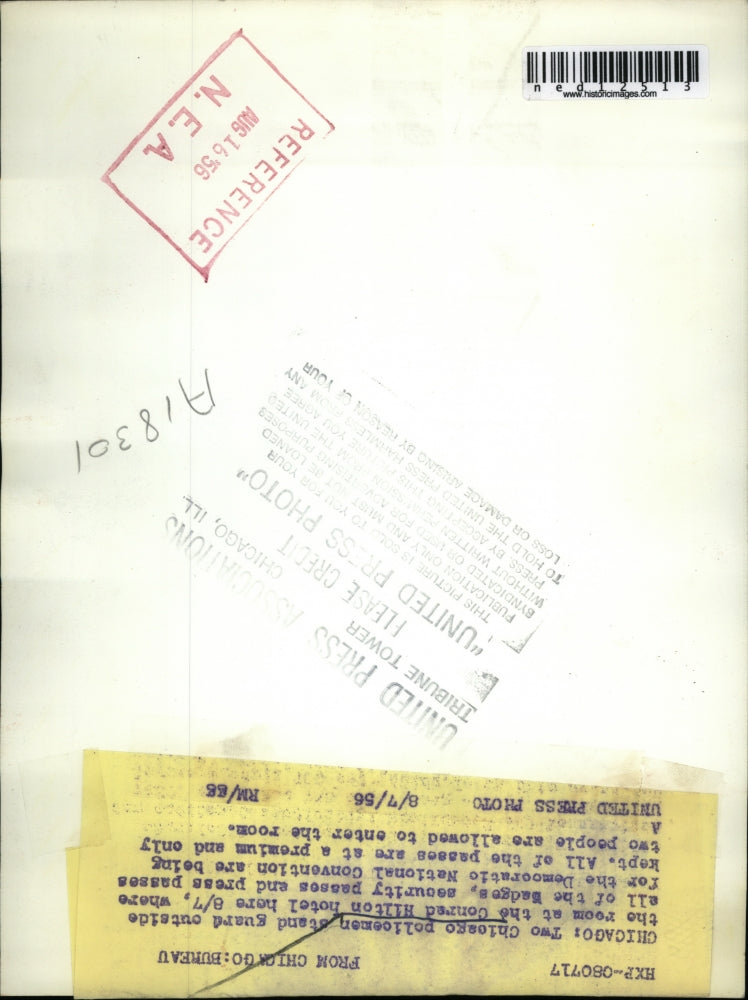 ned12513
www.historicimages.com
REFERENCE
AUG 16 '56
N.E.A
A18301
UNITED PRESS ASSOCIATIONS
TRIBUNE TOWER CHICAGO, ILL.
PLEASE CREDIT
"UNITED PRESS PHOTO"
THIS PICTURE IS SOLD TO YOU FOR YOUR
PUBLICATION ONLY AND MUST NOT BE LOANED
SYNDICATED OR USED FOR ADVERTISING PURPOSES
WITHOUT WRITTEN PERMISSION FROM THE UNITED
PRESS. BY ACCEPTING THIS PICTURE YOU AGREE
TO HOLD THE UNITED PRESS HARMLESS FROM ANY
LOSS OR DAMAGE ARISING BY REASON OF YOUR
HXP-080717 FROM CHICAGO:BUREAU
CHICAGO: Two Chicago policemen stand guard outside
the room at the Conrad Hilton hotel here 8/7, where
all of the Badges, security passes and press passes
for the Democratic National Convention are being
kept. All of the passes are at a premium and only
two people are allowed to enter the room.
A
UNITED PRESS PHOTO 8/7/56 RM/